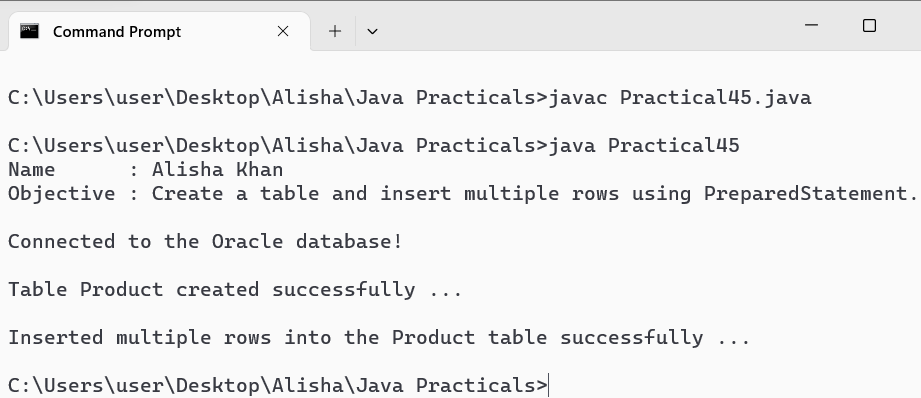 Command Prompt
C:\Users\user\Desktop\Alisha\Java Practicals>javac Practical45.java
C:\Users\user\Desktop\Alisha\Java Practicals>java Practical45
Name      : Alisha Khan
Objective : Create a table and insert multiple rows using PreparedStatement.
Connected to the Oracle database!
Table Product created successfully ...
Inserted multiple rows into the Product table successfully ...
C:\Users\user\Desktop\Alisha\Java Practicals>